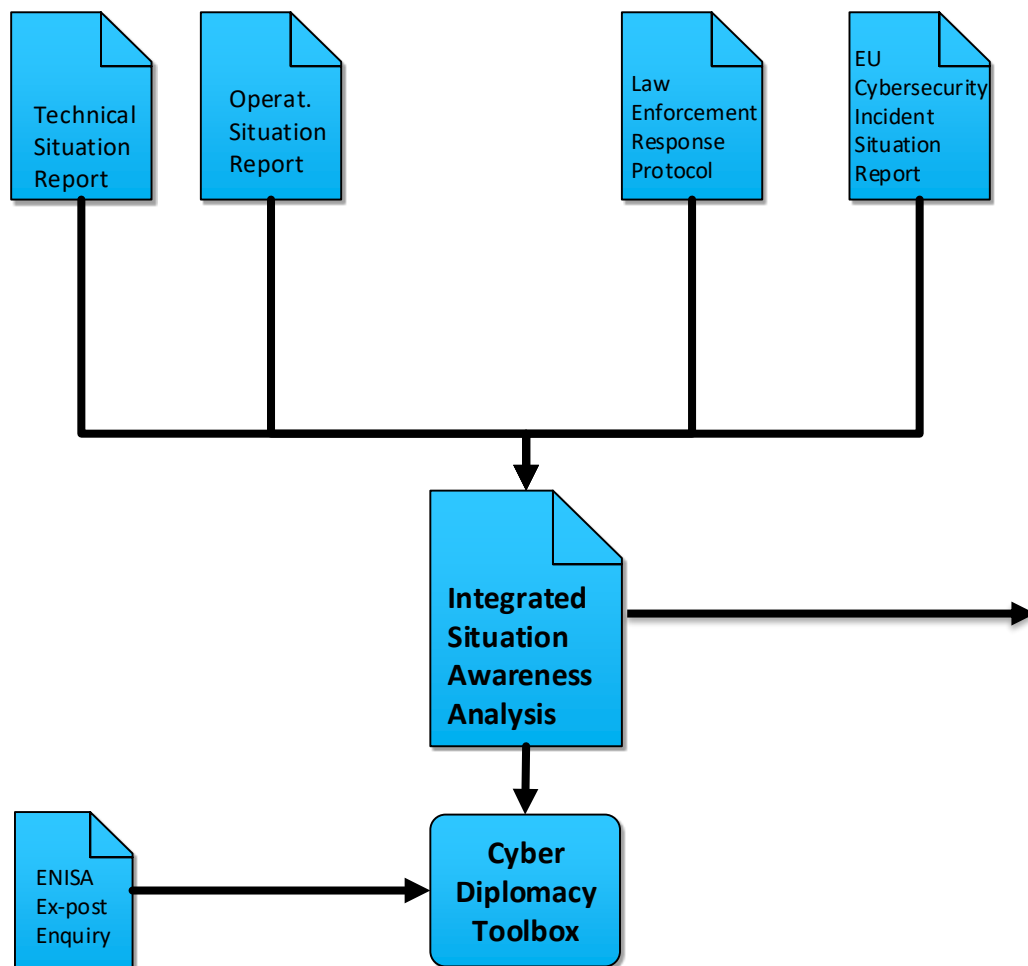 Technical
Situation
Report
Operat.
Situation
Report
Law
Enforcement
Response
Protocol
EU
Cybersecurity
Incident
Situation
Report
Integrated
Situation
Awareness
Analysis
ENISA
Ex-post
Enquiry
Cyber
Diplomacy
Toolbox